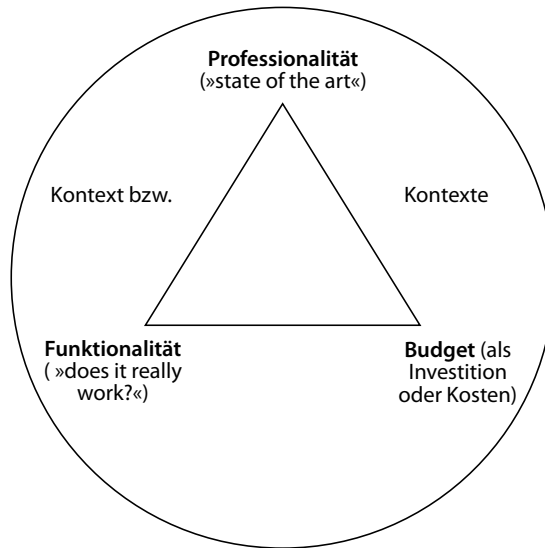 Professionalität
(»state of the art«)
Kontext bzw.
Kontexte
Funktionalität
( »does it really
work?«)
Budget (als
Investition
oder Kosten)